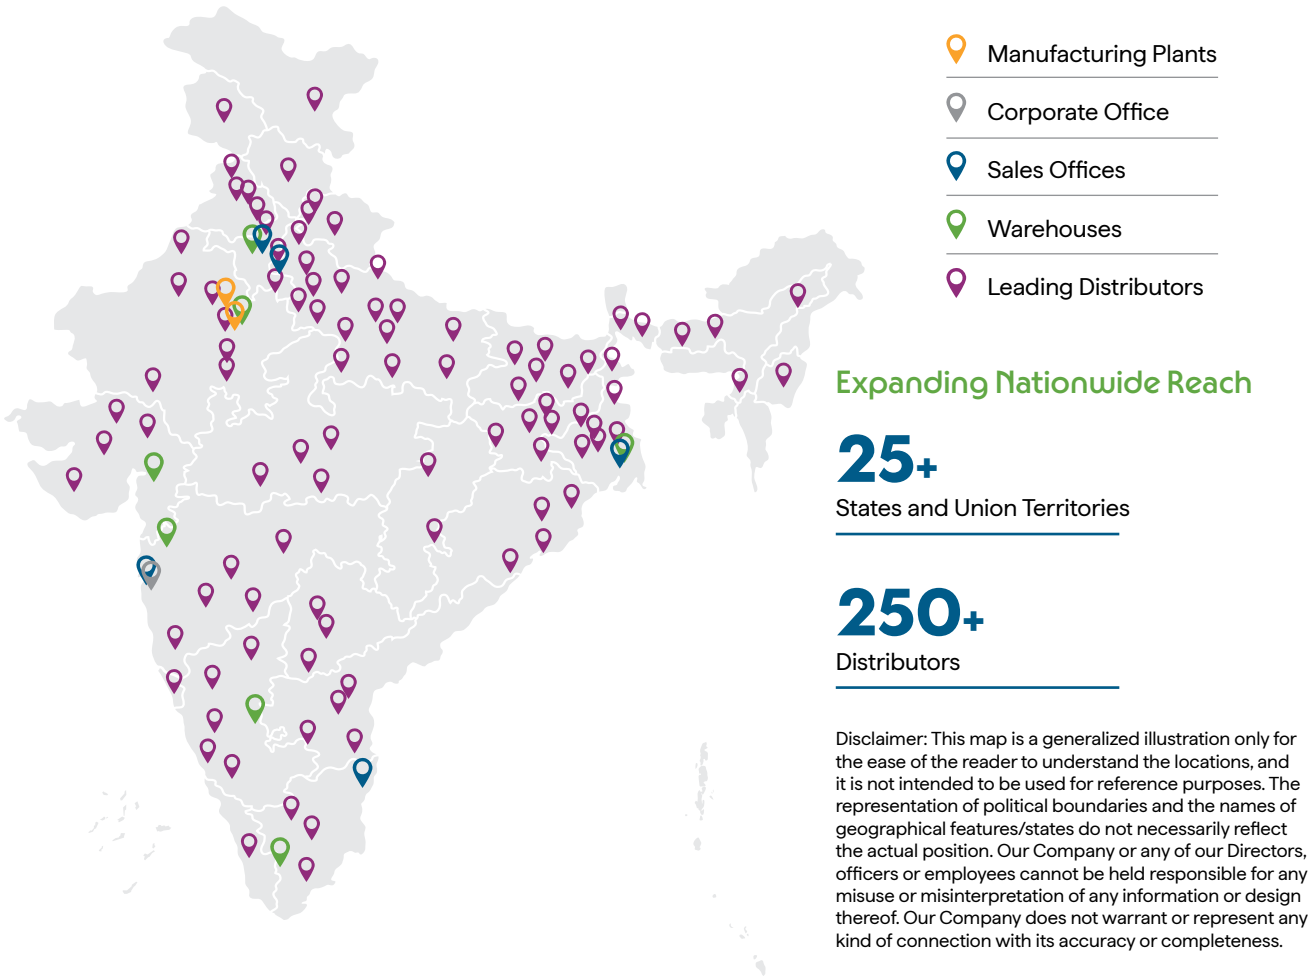 Manufacturing Plants
Corporate Office
Sales Offices
Warehouses
Leading Distributors
Expanding Nationwide Reach
25+
States and Union Territories
250+
Distributors
Disclaimer: This map is a generalized illustration only for
the ease of the reader to understand the locations, and
it is not intended to be used for reference purposes. The
representation of political boundaries and the names of
geographical features/states do not necessarily reflect
the actual position. Our Company or any of our Directors,
officers or employees cannot be held responsible for any
misuse or misinterpretation of any information or design
thereof. Our Company does not warrant or represent any
kind of connection with its accuracy or completeness.